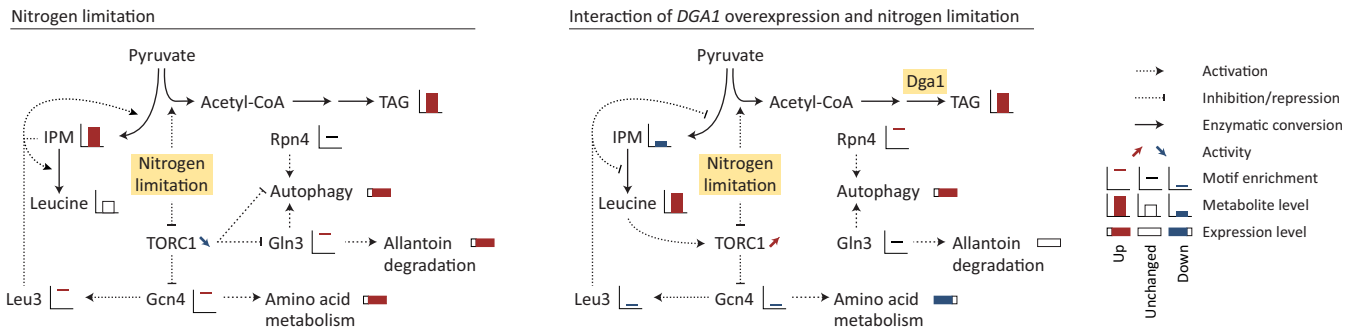 Nitrogen limitation
Pyruvate
Acetyl-CoA
TAG
IPM
Rpn4
Nitrogen
limitation
Autophagy
Leucine
TORC1
Gln3
Allantoin
degradation
Leu3
Gcn4
Amino acid
metabolism
Interaction of DGA1 overexpression and nitrogen limitation
Pyruvate
Dga1
Acetyl-CoA
TAG
IPM
Rpn4
Nitrogen
limitation
Autophagy
Leucine
TORC1
Gln3
Allantoin
degradation
Leu3
Gcn4
Amino acid
metabolism
Activation
Inhibition/repression
Enzymatic conversion
Activity
Motif enrichment
Metabolite level
Expression level
Up
Unchanged
Down